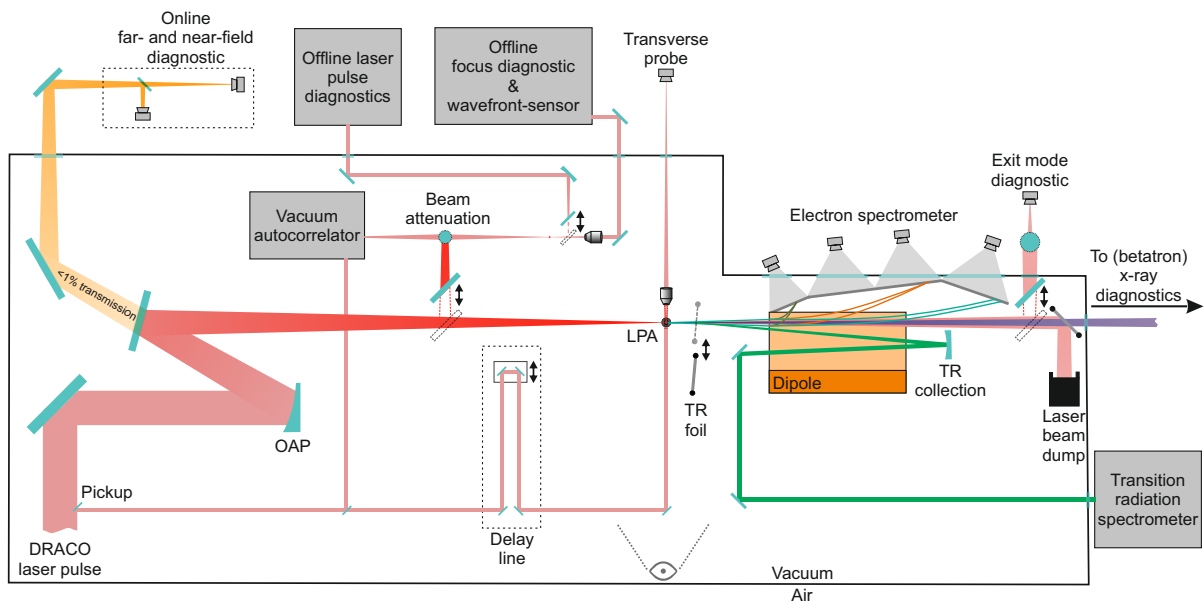 Online
far- and near-field
diagnostic
Offline laser
pulse
diagnostics
Offline
focus diagnostic
&
wavefront-sensor
Transverse
probe
Exit mode
diagnostic
Vacuum
autocorrelator
Beam
attenuation
Electron spectrometer
To (betatron)
x-ray
diagnostics
<1% transmission
LPA
OAP
TR
foil
Dipole
TR
collection
Laser
beam
dump
Pickup
DRACO
laser pulse
Delay
line
Transition
radiation
spectrometer
Vacuum
Air